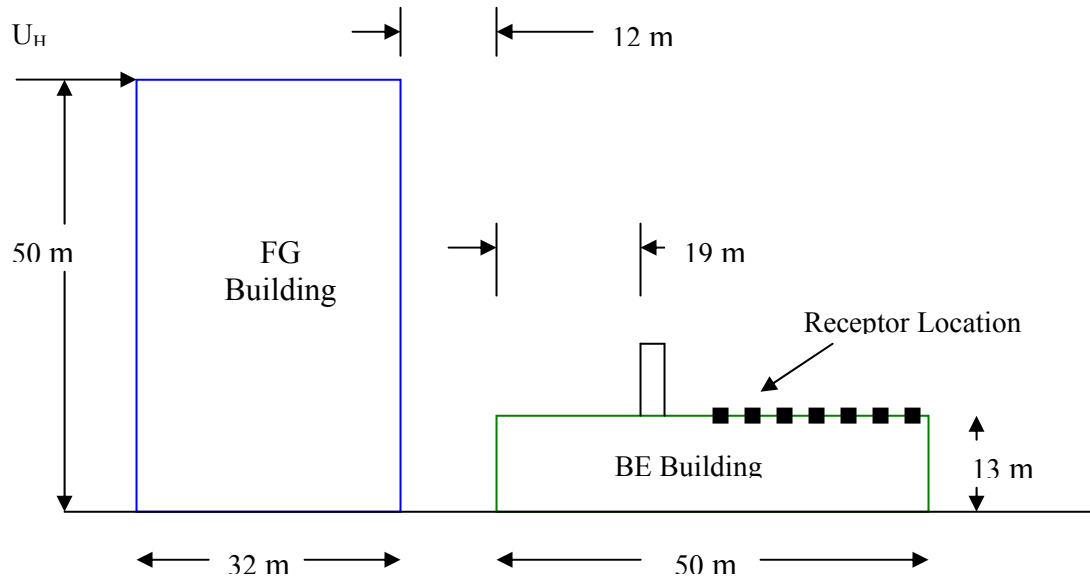 U_H
12 m
50 m
FG
Building
19 m
Receptor Location
BE Building
13 m
32 m
50 m